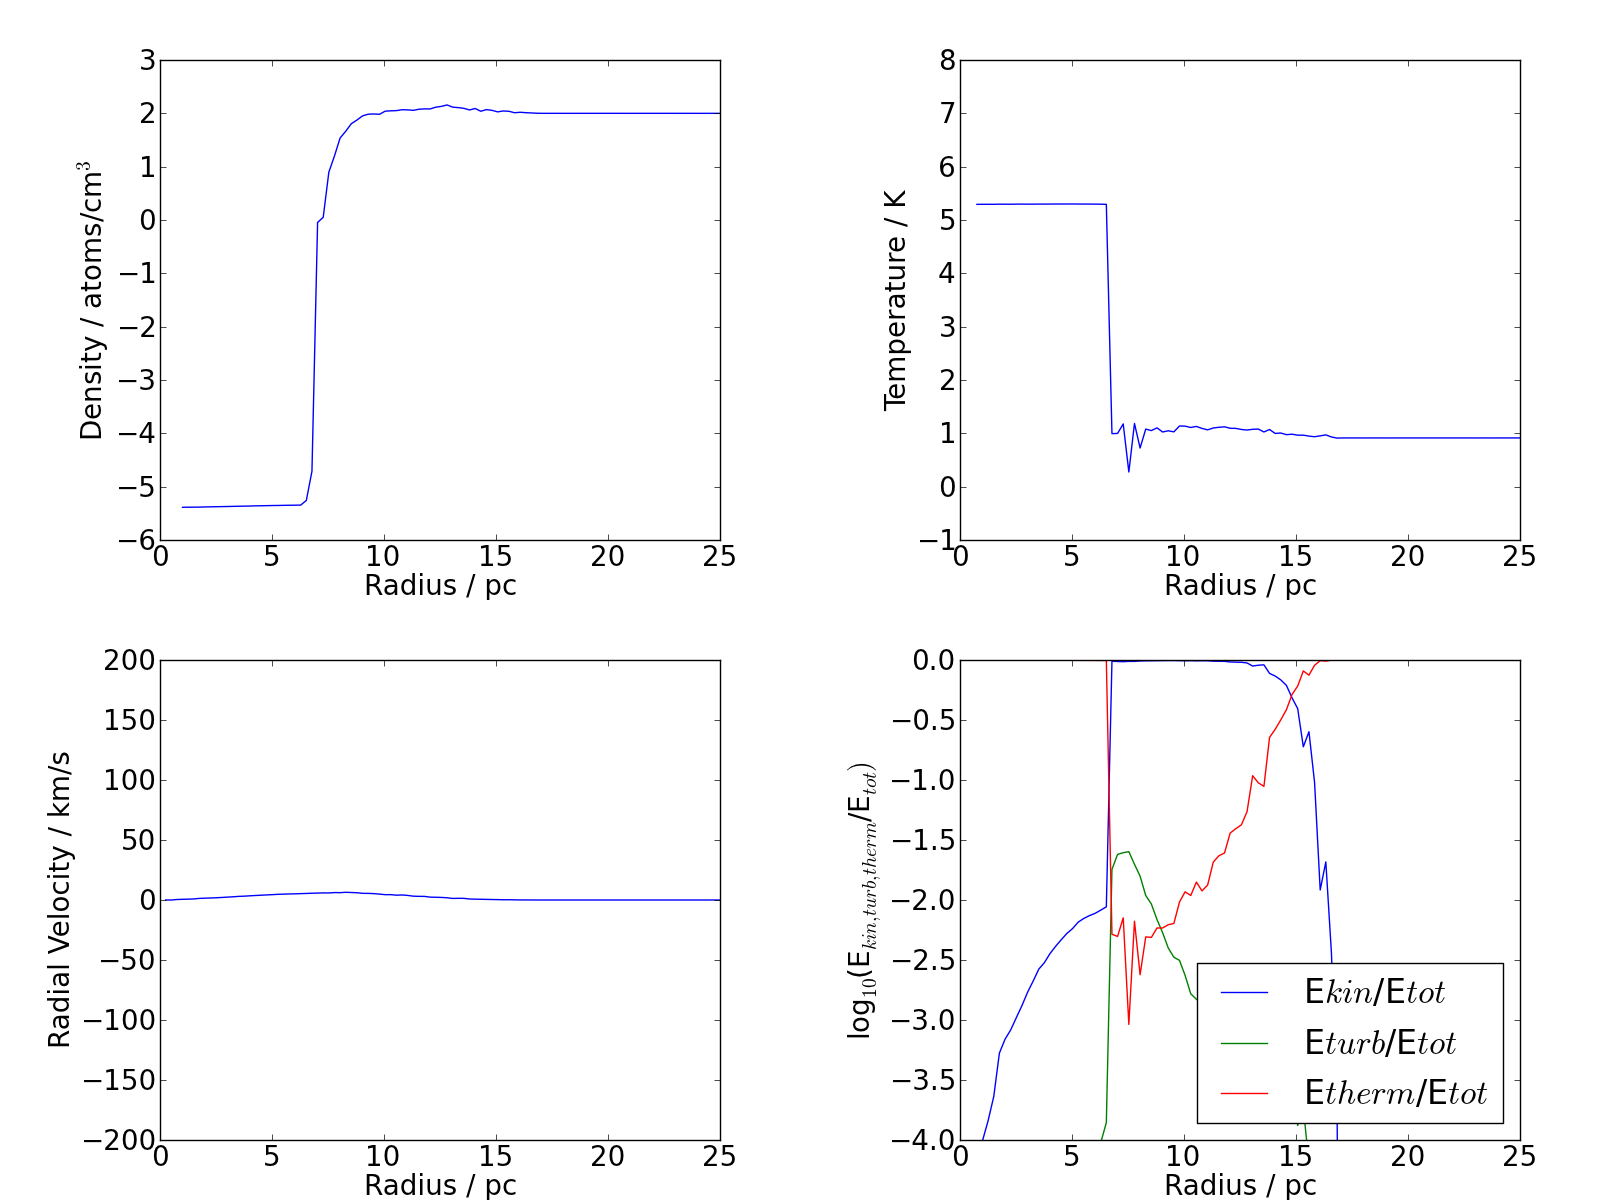 3
2
1
0
−1
−2
−3
−4
−5
−6
Density / atoms/cm³
0 5 10 15 20 25
Radius / pc
8
7
6
5
4
3
2
1
0
−1
Temperature / K
0 5 10 15 20 25
Radius / pc
200
150
100
50
0
−50
−100
−150
−200
Radial Velocity / km/s
0 5 10 15 20 25
Radius / pc
0.0
−0.5
−1.0
−1.5
−2.0
−2.5
−3.0
−3.5
−4.0
log₁₀(E_kin,turb,therm/E_tot)
Ekin/Etot
Eturb/Etot
Etherm/Etot
0 5 10 15 20 25
Radius / pc